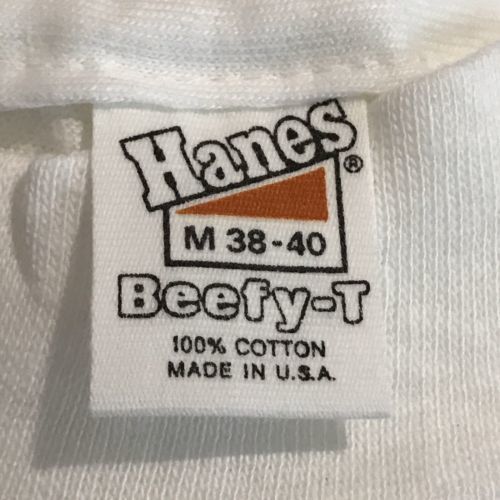 Hanes®
M 38-40
Beefy-T
100% COTTON
MADE IN U.S.A.